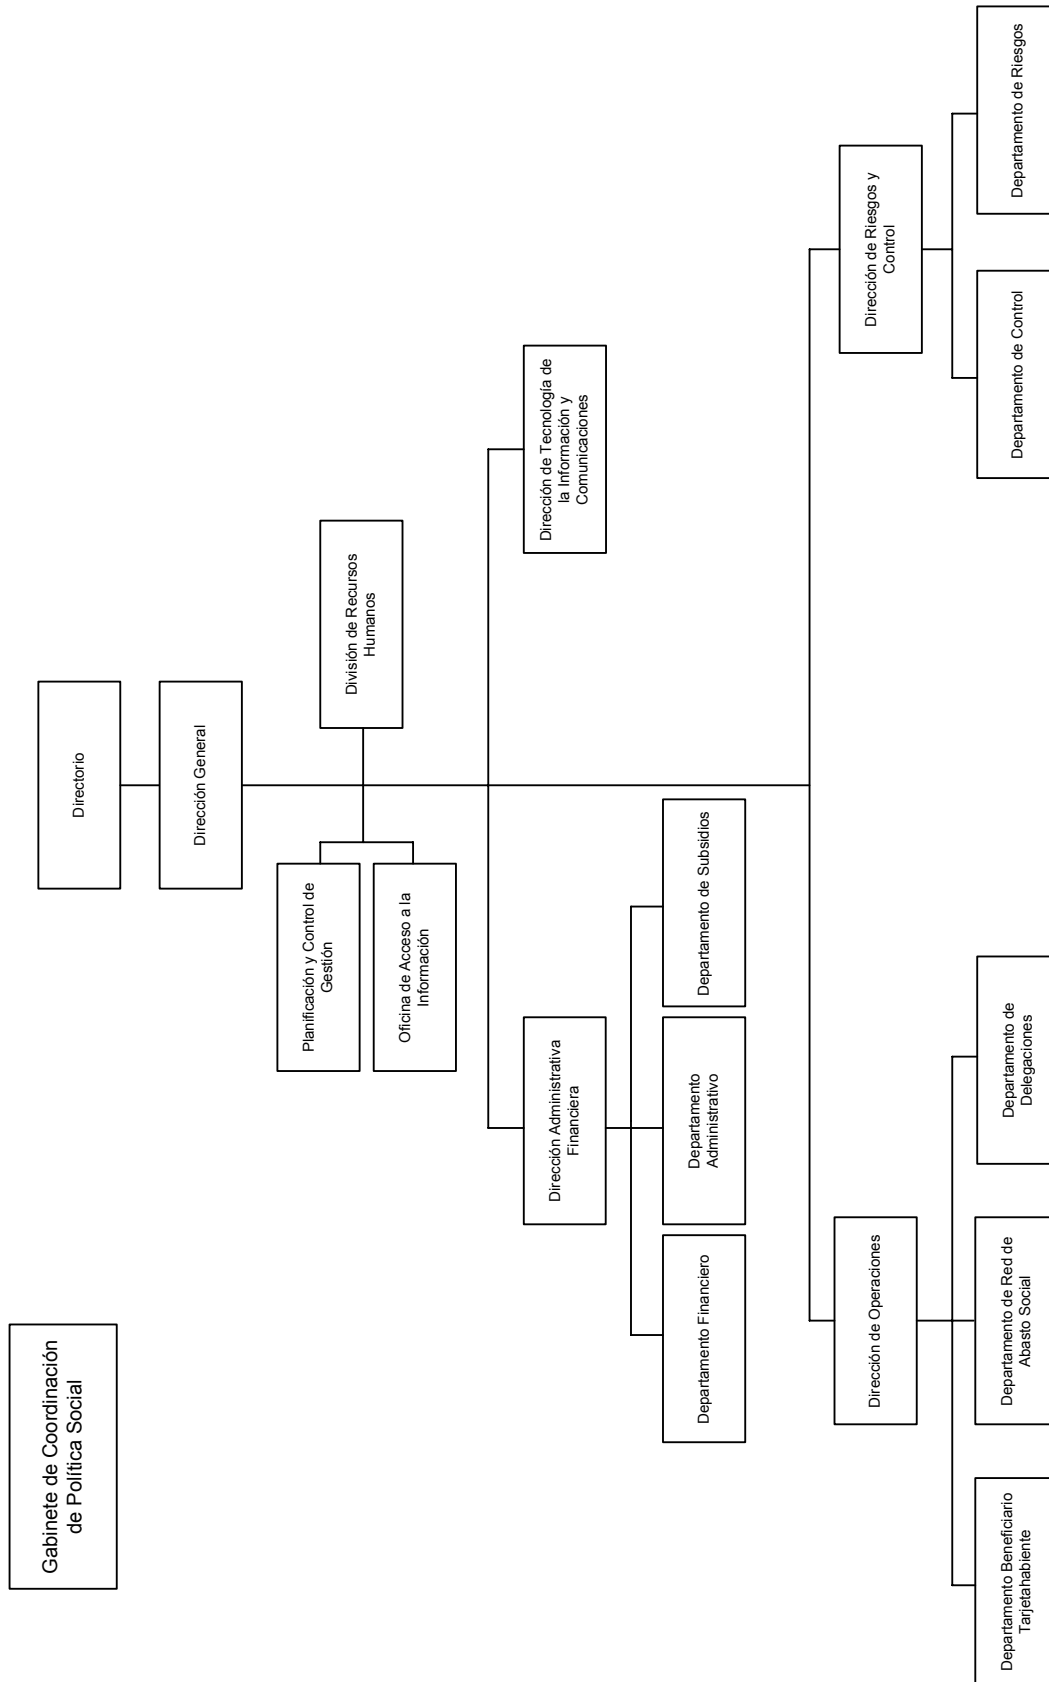 Gabinete de Coordinación
de Política Social
Directorio
Dirección General
Planificación y Control de
Gestión
Oficina de Acceso a la
Información
División de Recursos
Humanos
Dirección Administrativa
Financiera
Dirección de Tecnología de
la Información y
Comunicaciones
Departamento Financiero
Departamento
Administrativo
Departamento de Subsidios
Dirección de Operaciones
Dirección de Riesgos y
Control
Departamento Beneficiario
Tarjetahabiente
Departamento de Red de
Abasto Social
Departamento de
Delegaciones
Departamento de Control
Departamento de Riesgos